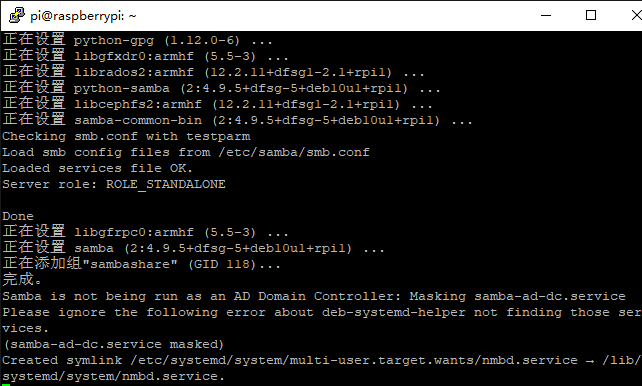 pi@raspberrypi: ~
正在设置 python-gpg (1.12.0-6) ...
正在设置 libgfxdr0:armhf (5.5-3) ...
正在设置 librados2:armhf (12.2.11+dfsg1-2.1+rpi1) ...
正在设置 python-samba (2:4.9.5+dfsg-5+deb10u1+rpi1) ...
正在设置 libcephfs2:armhf (12.2.11+dfsg1-2.1+rpi1) ...
正在设置 samba-common-bin (2:4.9.5+dfsg-5+deb10u1+rpi1) ...
Checking smb.conf with testparm
Load smb config files from /etc/samba/smb.conf
Loaded services file OK.
Server role: ROLE_STANDALONE
Done
正在设置 libgfrpc0:armhf (5.5-3) ...
正在设置 samba (2:4.9.5+dfsg-5+deb10u1+rpi1) ...
正在添加组"sambashare" (GID 118)...
完成。
Samba is not being run as an AD Domain Controller: Masking samba-ad-dc.service
Please ignore the following error about deb-systemd-helper not finding those ser
vices.
(samba-ad-dc.service masked)
Created symlink /etc/systemd/system/multi-user.target.wants/nmbd.service → /lib/
systemd/system/nmbd.service.